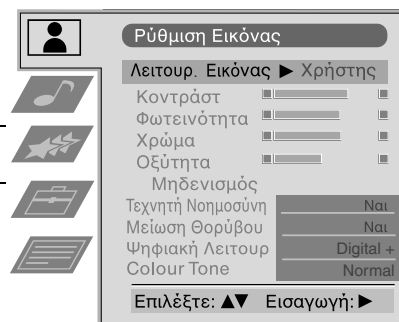 Ρύθμιση Εικόνας
Λειτουρ. Εικόνας ▶ Χρήστης
Κοντράστ
Φωτεινότητα
Χρώμα
Οξύτητα
Μηδενισμός
Τεχνητή Νοημοσύνη Ναι
Μείωση Θορύβου Ναι
Ψηφιακή Λειτουρ Digital +
Colour Tone Normal
Επιλέξτε: ▲▼ Εισαγωγή: ▶